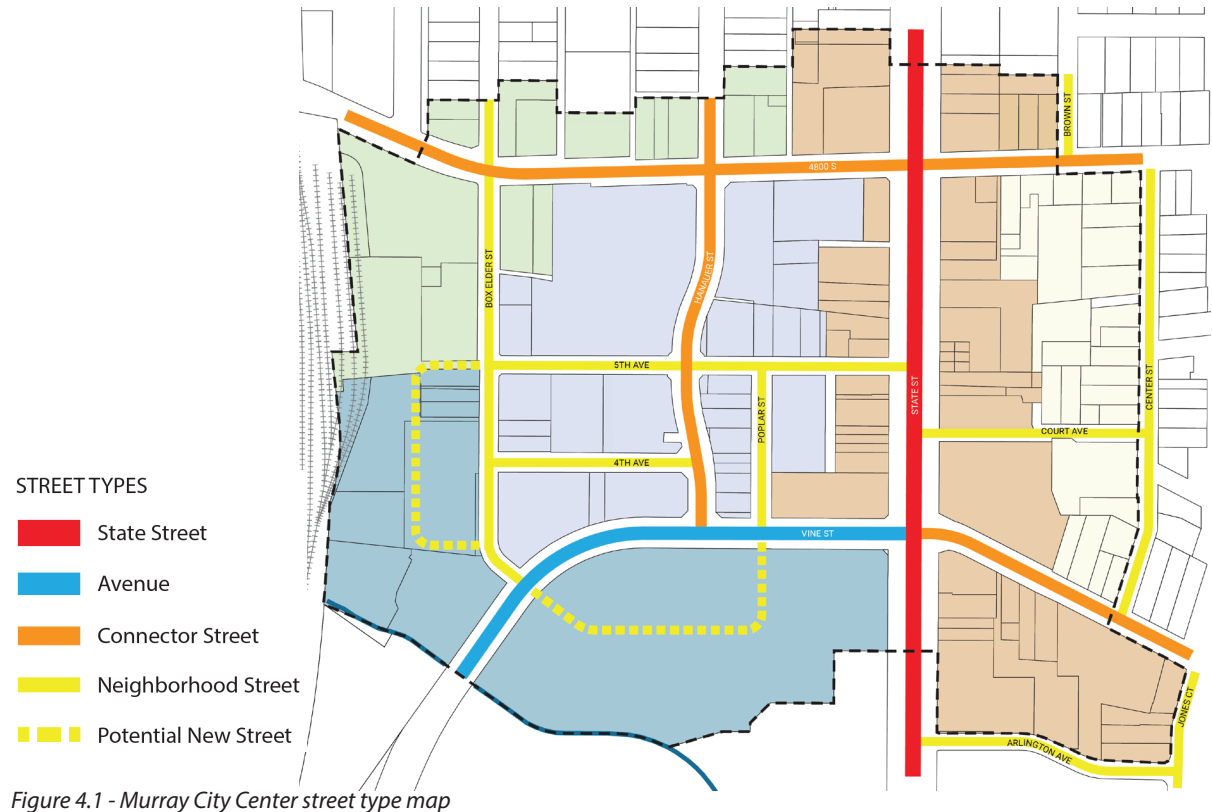 BROWN ST
4800 S
BOX ELDER ST
HANAUER ST
5TH AVE
STATE ST
CENTER ST
POPLAR ST
COURT AVE
4TH AVE
STREET TYPES
State Street
VINE ST
Avenue
Connector Street
Neighborhood Street
JONES CT
Potential New Street
ARLINGTON AVE
Figure 4.1 - Murray City Center street type map